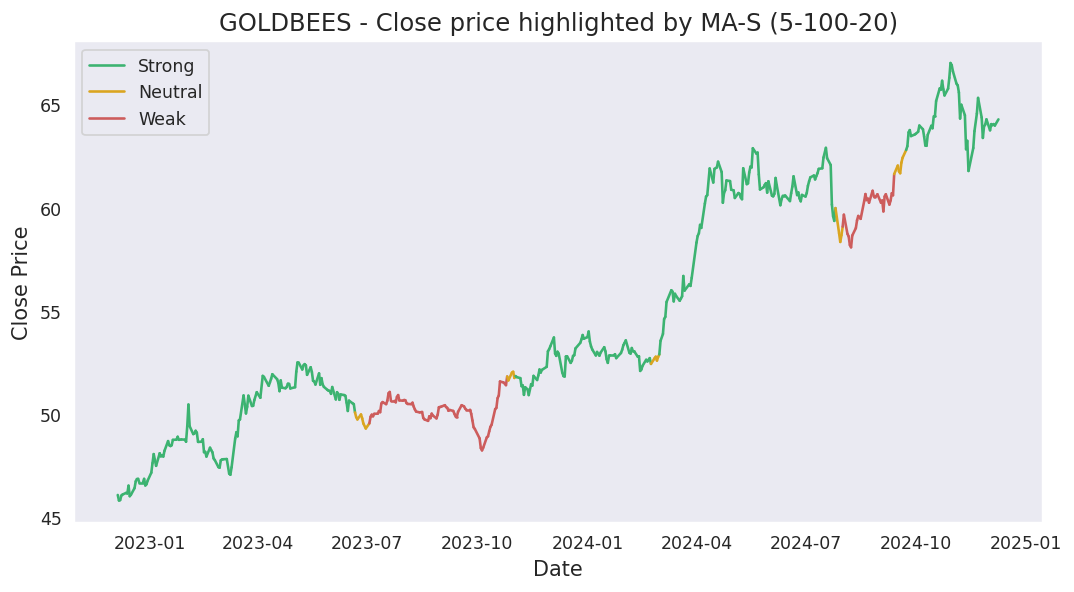 GOLDBEES - Close price highlighted by MA-S (5-100-20)
Strong
Neutral
Weak
Close Price
65
60
55
50
45
2023-01 2023-04 2023-07 2023-10 2024-01 2024-04 2024-07 2024-10 2025-01
Date